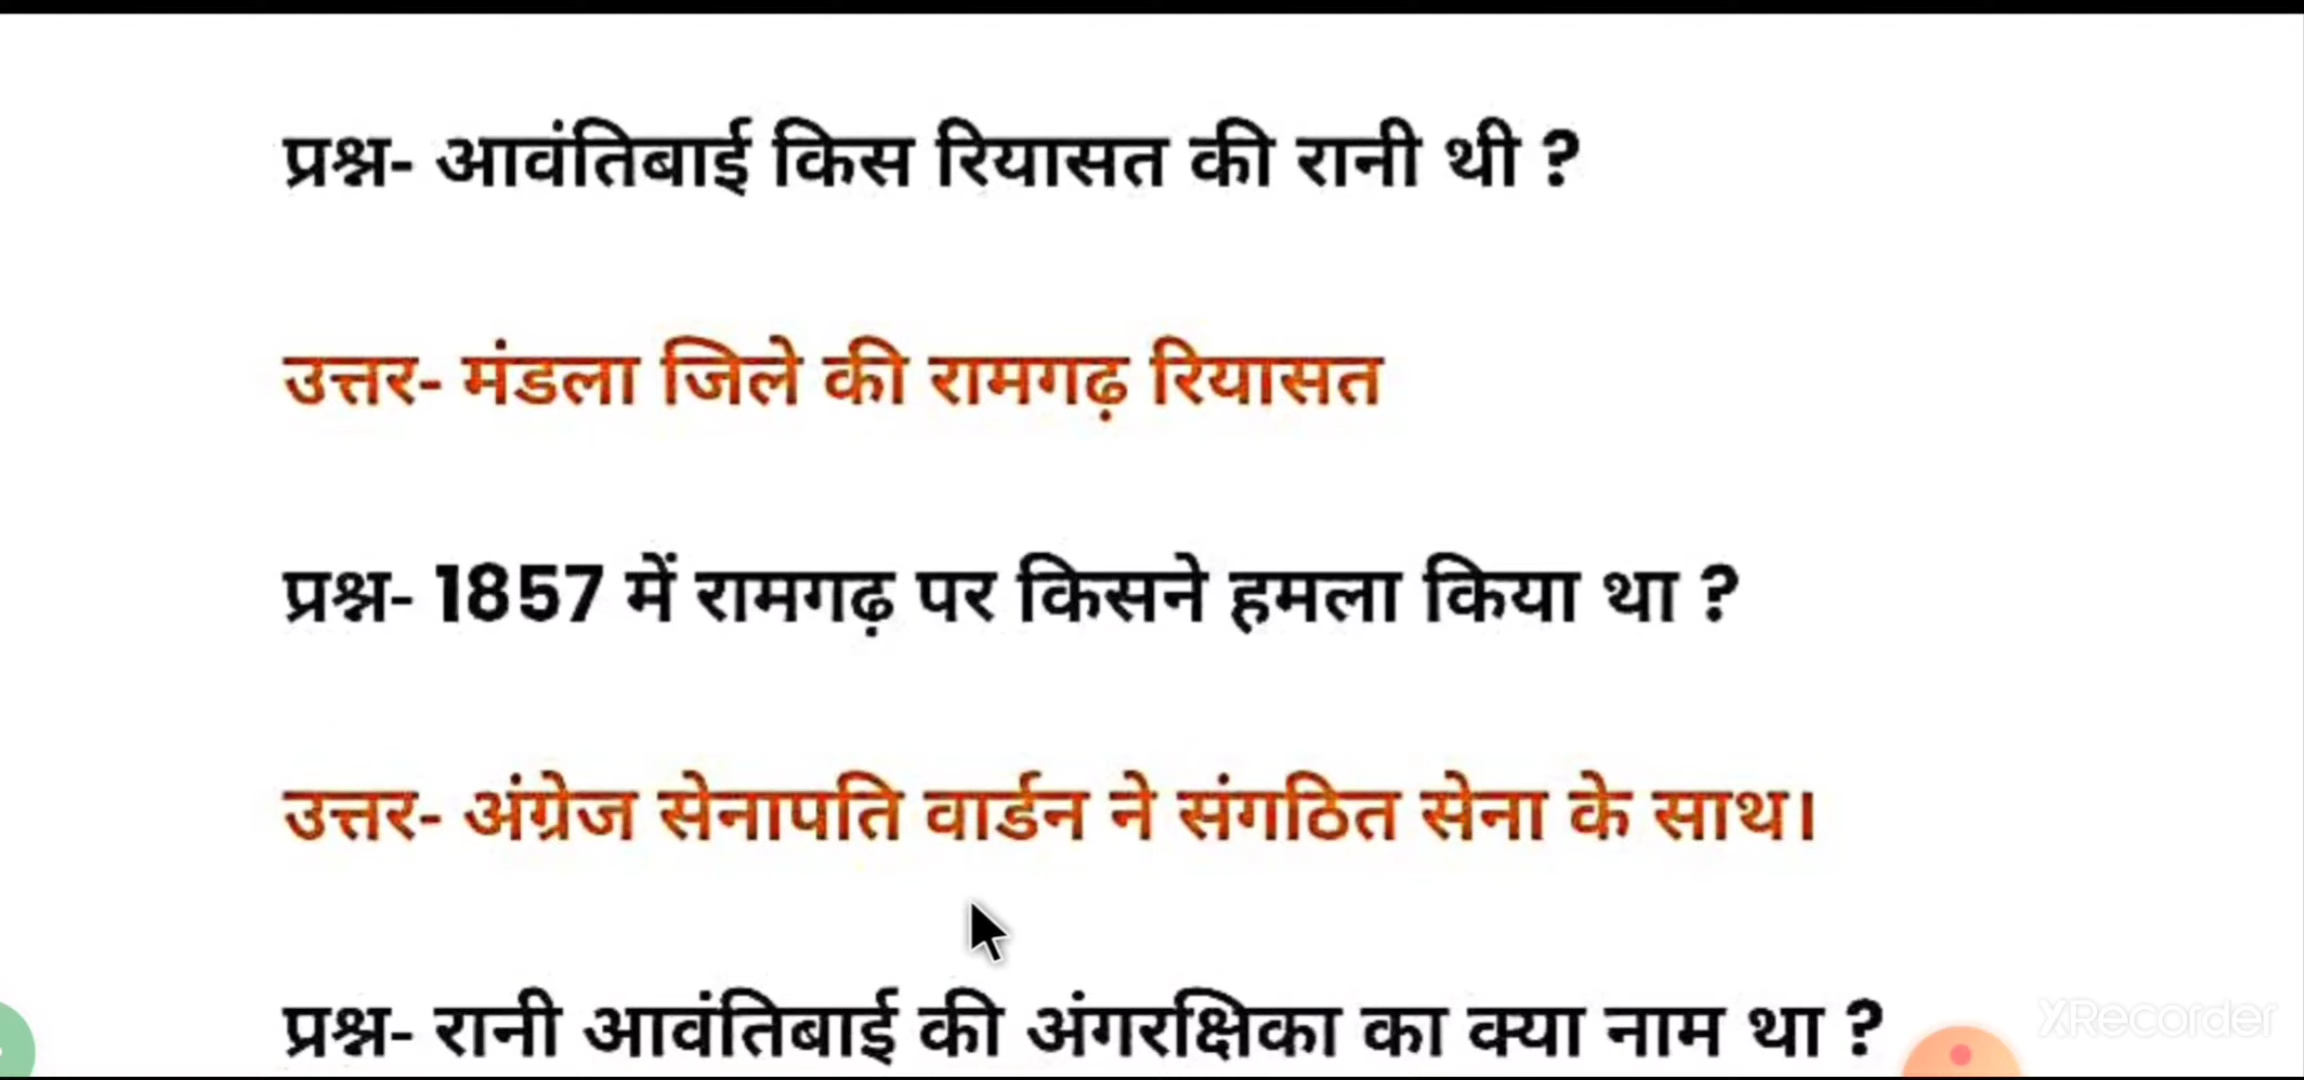 प्रश्न- आवंतिबाई किस रियासत की रानी थी ?
उत्तर- मंडला जिले की रामगढ़ रियासत
प्रश्न- 1857 में रामगढ़ पर किसने हमला किया था ?
उत्तर- अंग्रेज सेनापति वार्डन ने संगठित सेना के साथ।
प्रश्न- रानी आवंतिबाई की अंगरक्षिका का क्या नाम था ?
XRecorder